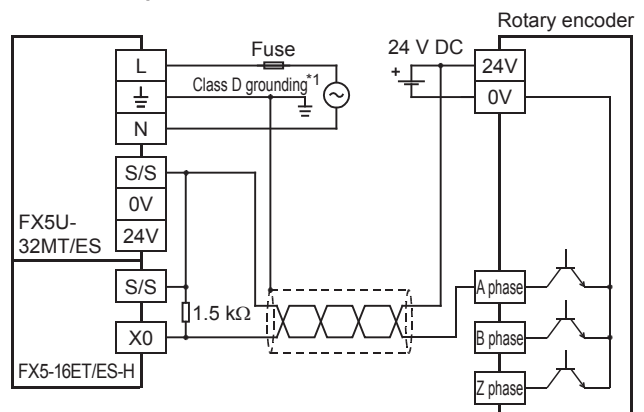 Rotary encoder
L
Fuse
24 V DC
+
24V
Class D grounding*1
0V
N
S/S
0V
24V
FX5U-
32MT/ES
S/S
1.5 kΩ
X0
FX5-16ET/ES-H
A phase
B phase
Z phase